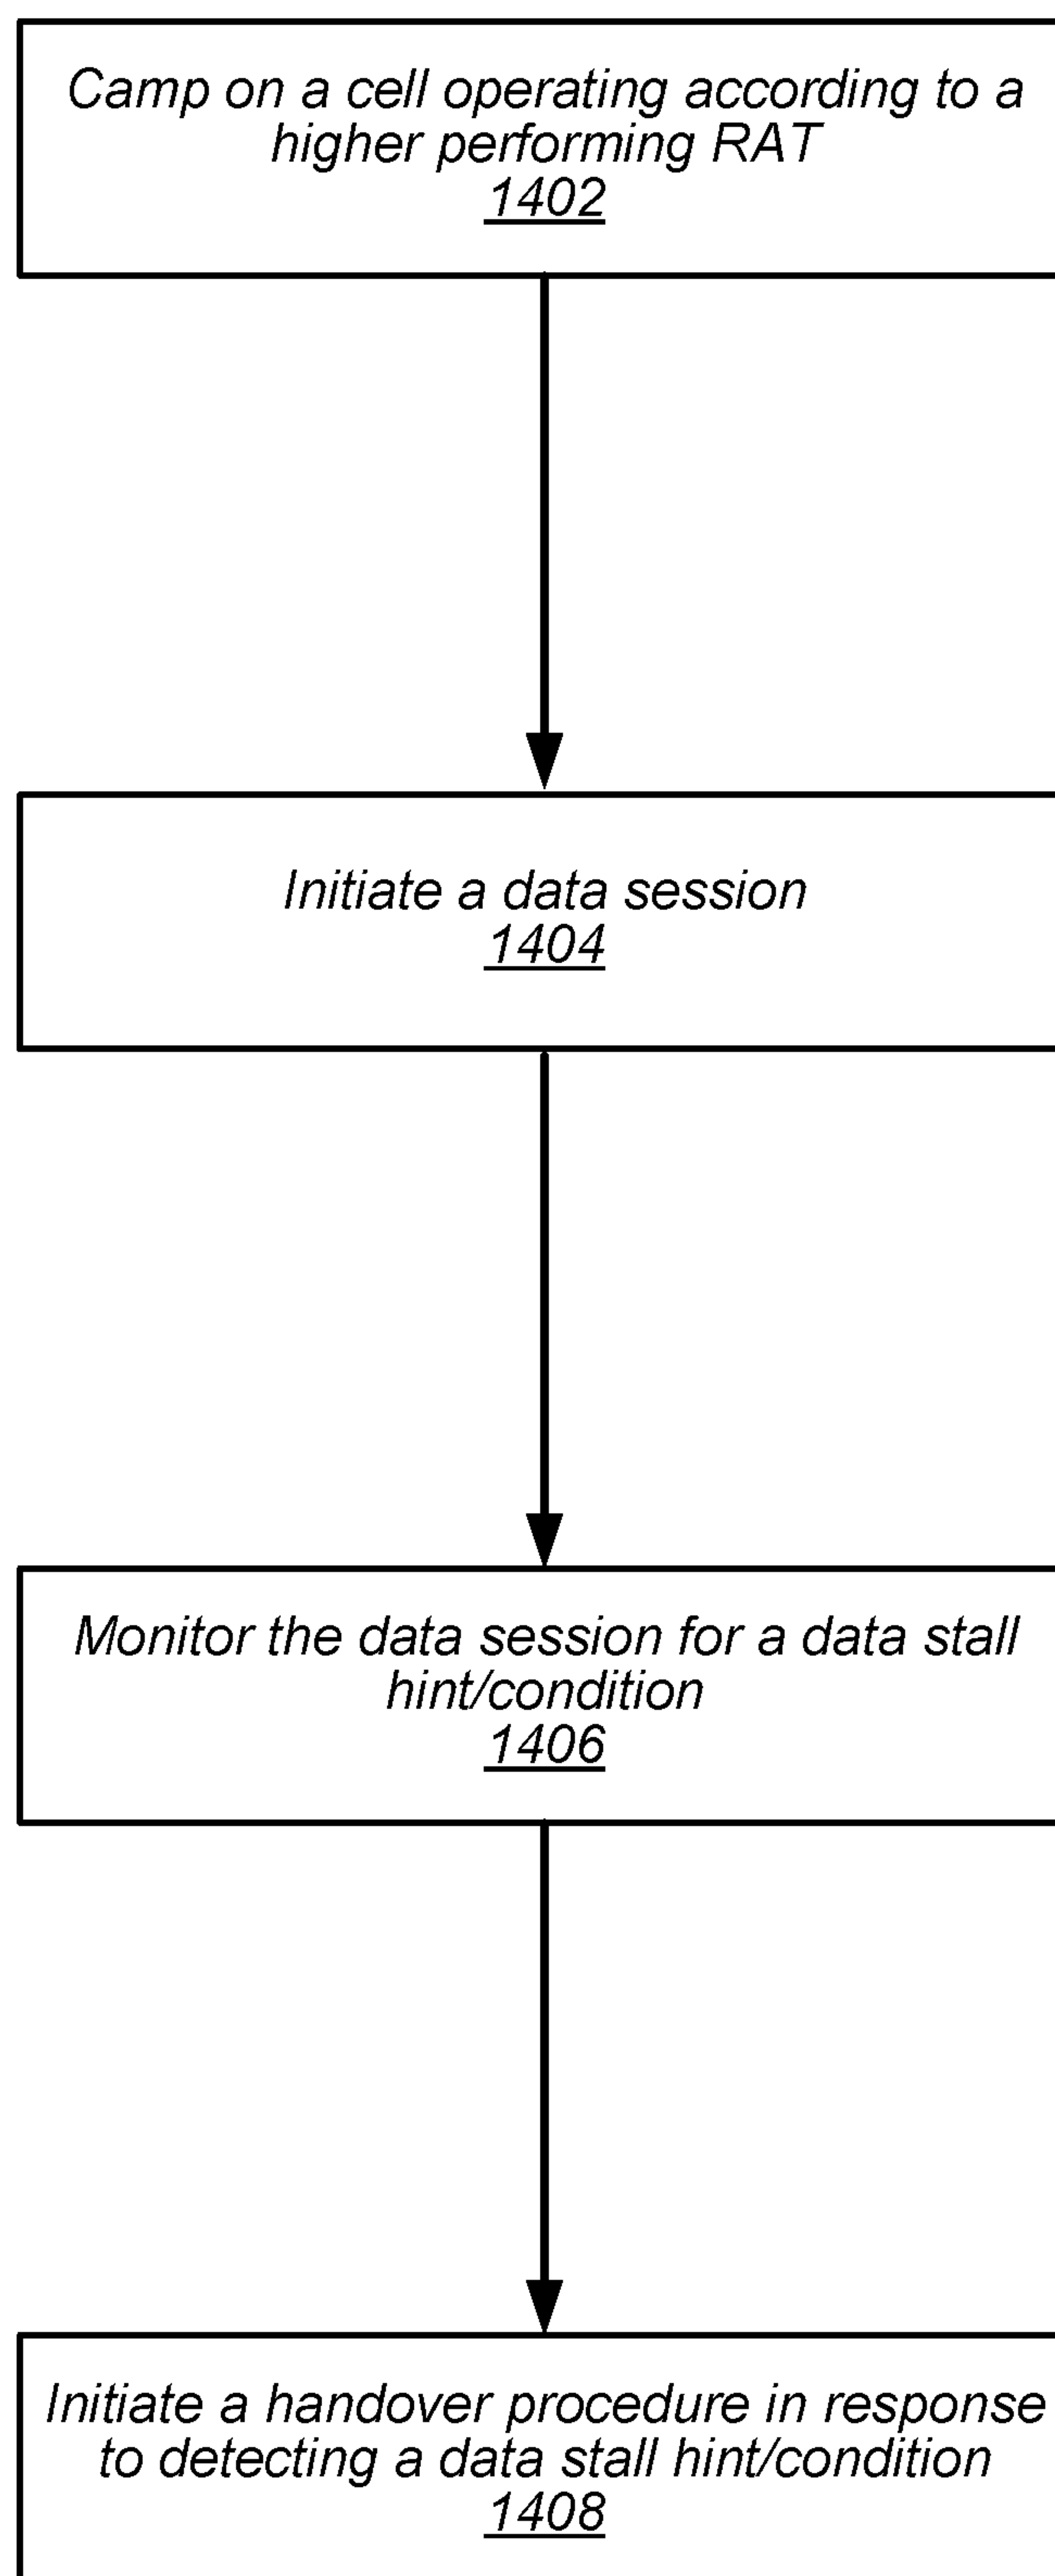 Camp on a cell operating according to a
higher performing RAT
1402
Initiate a data session
1404
Monitor the data session for a data stall
hint/condition
1406
Initiate a handover procedure in response
to detecting a data stall hint/condition
1408